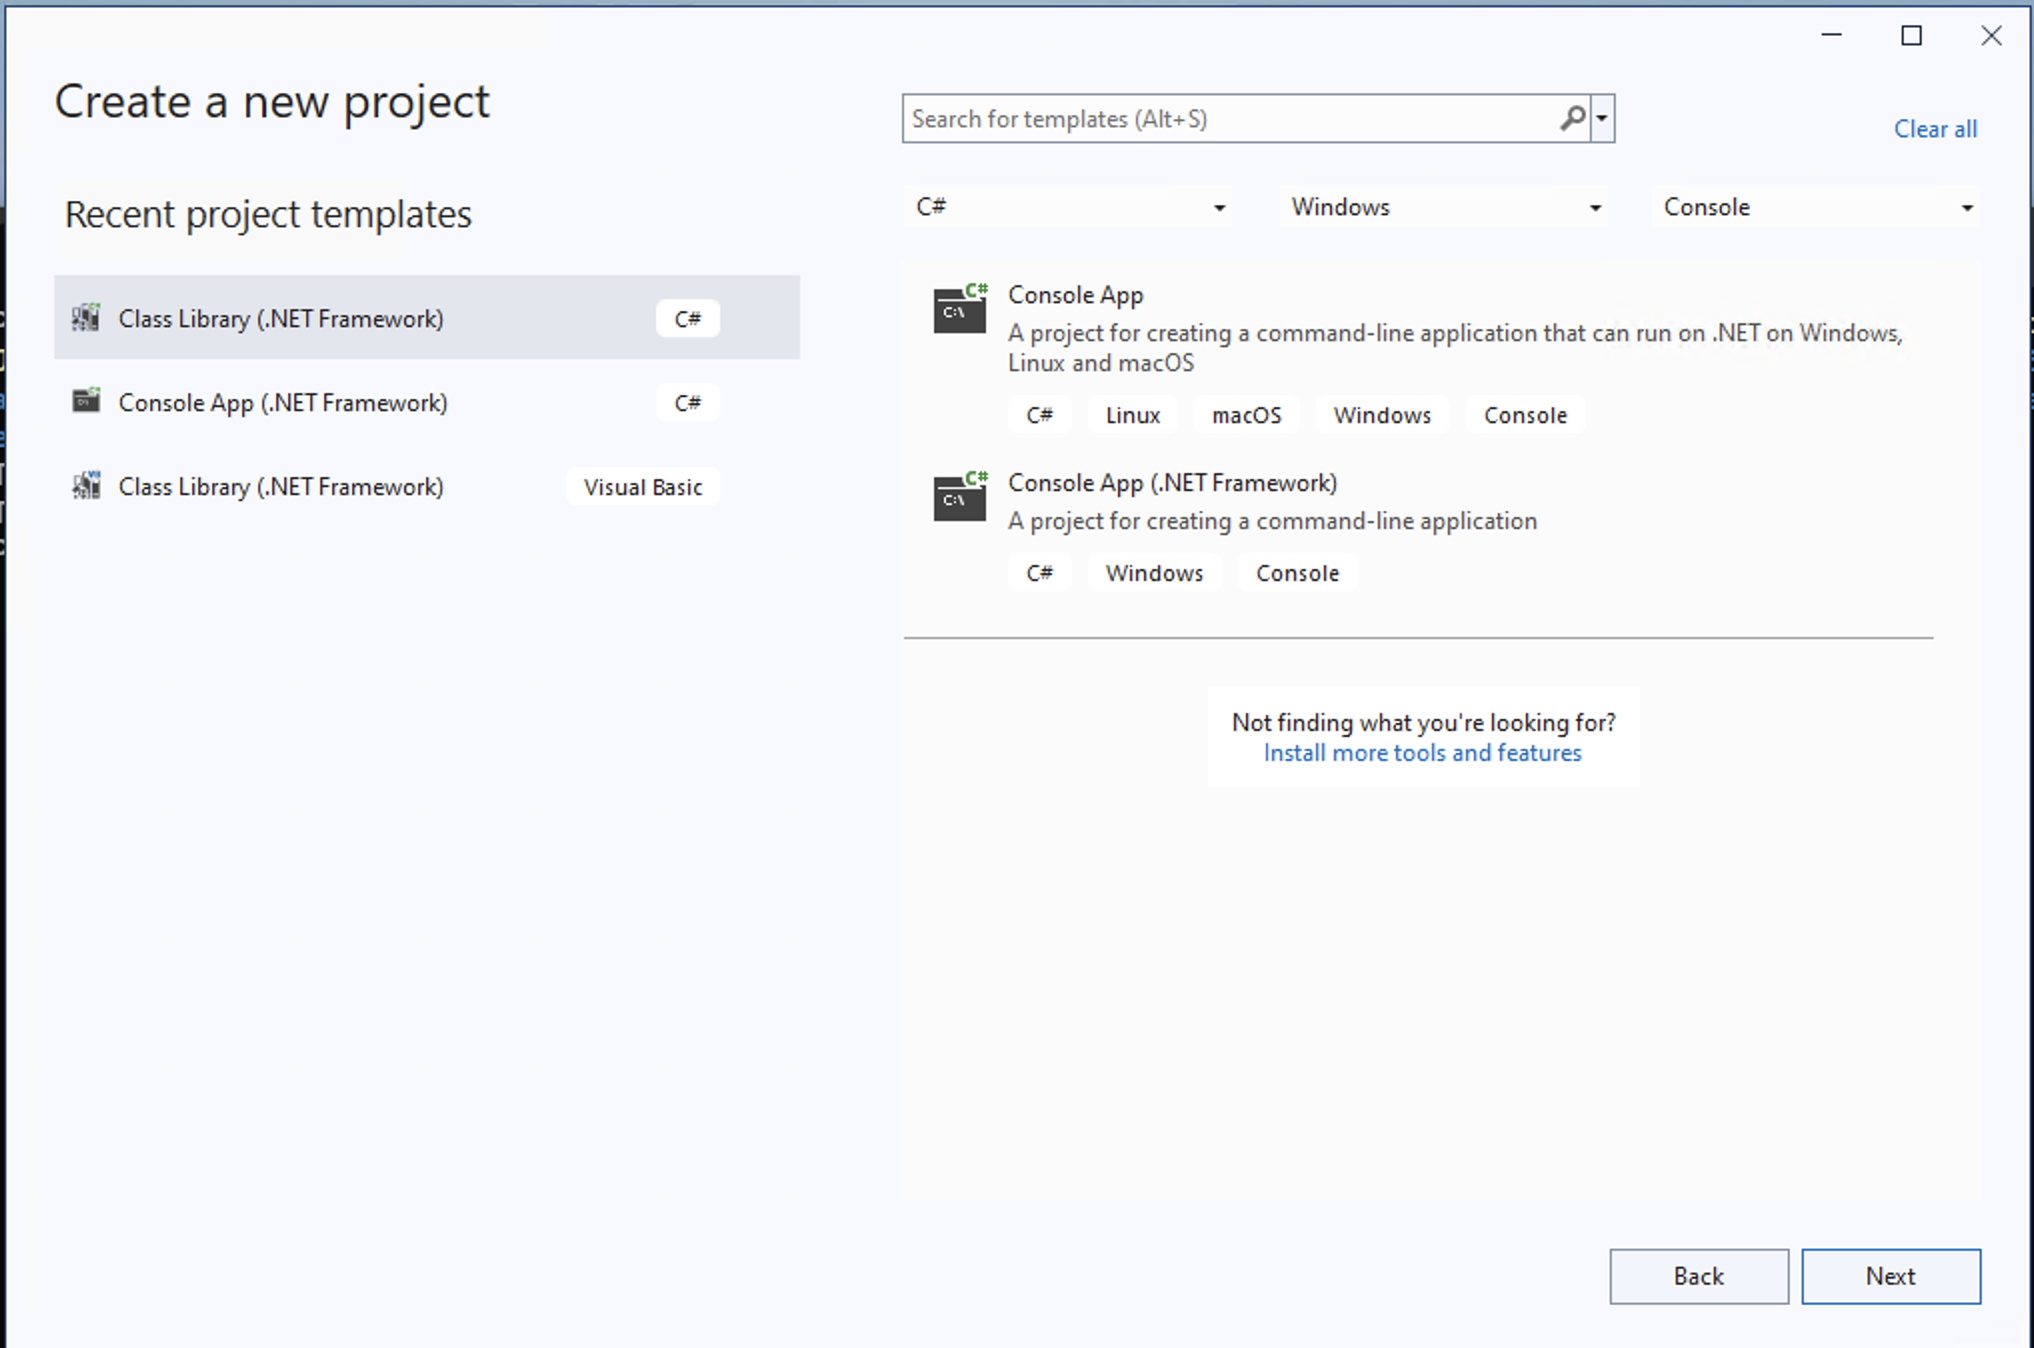 Create a new project
Search for templates (Alt+S)
Clear all
Recent project templates
C#
Windows
Console
Class Library (.NET Framework)
C#
Console App (.NET Framework)
C#
Class Library (.NET Framework)
Visual Basic
C#
C:\
Console App
A project for creating a command-line application that can run on .NET on Windows,
Linux and macOS
C#
Linux
macOS
Windows
Console
C#
C:\
Console App (.NET Framework)
A project for creating a command-line application
C#
Windows
Console
Not finding what you're looking for?
Install more tools and features
Back
Next